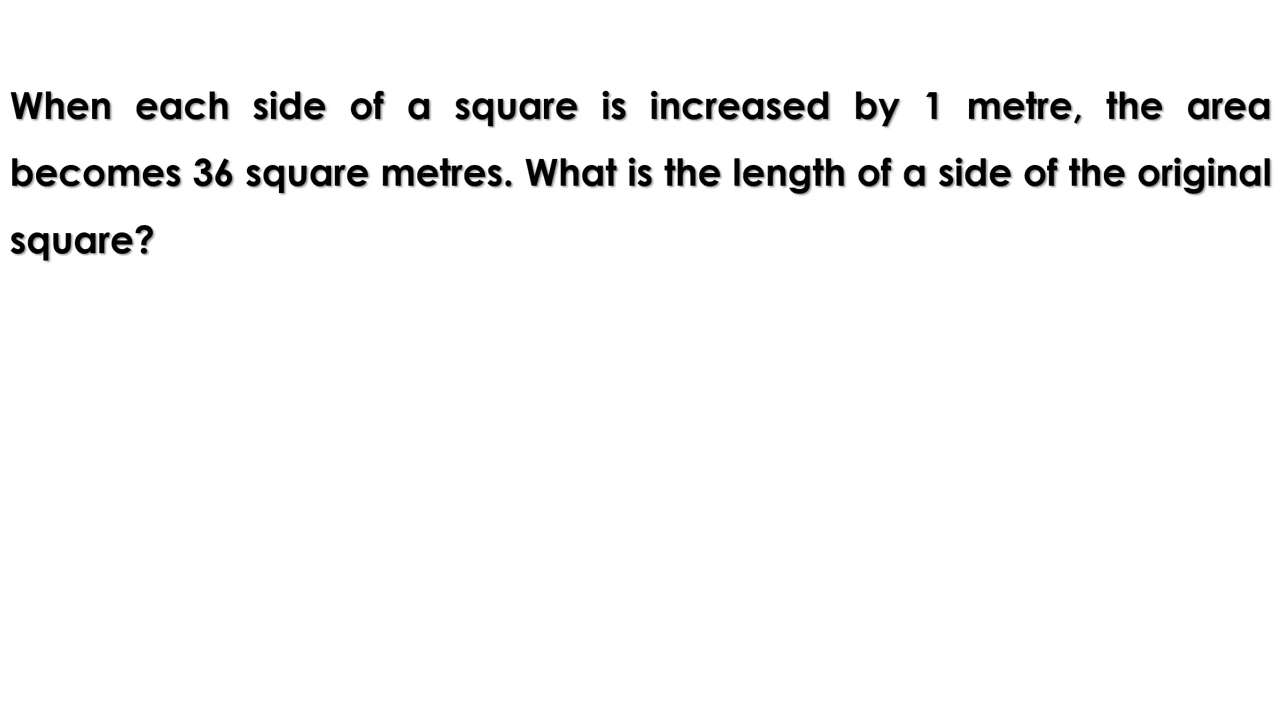 When each side of a square is increased by 1 metre, the area
becomes 36 square metres. What is the length of a side of the original
square?